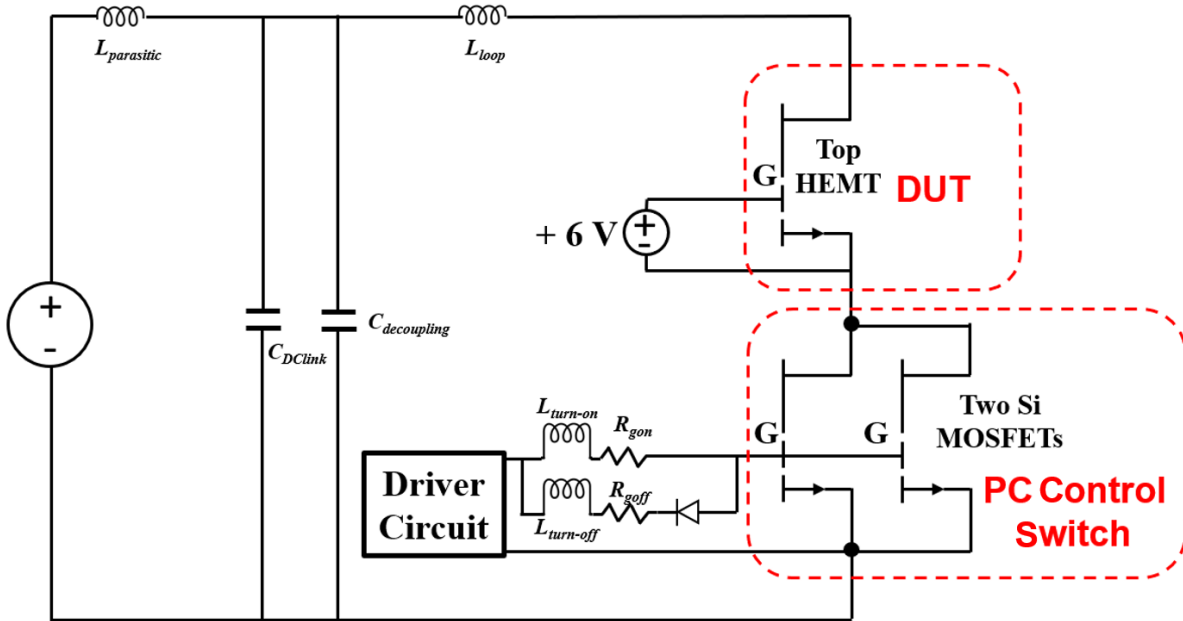 L_parasitic
L_loop
Top
HEMT
G
DUT
+ 6 V
+
-
+
-
C_decoupling
C_DClink
L_turn-on
R_gon
Two Si
MOSFETs
G
G
Driver
Circuit
R_goff
L_turn-off
PC Control
Switch